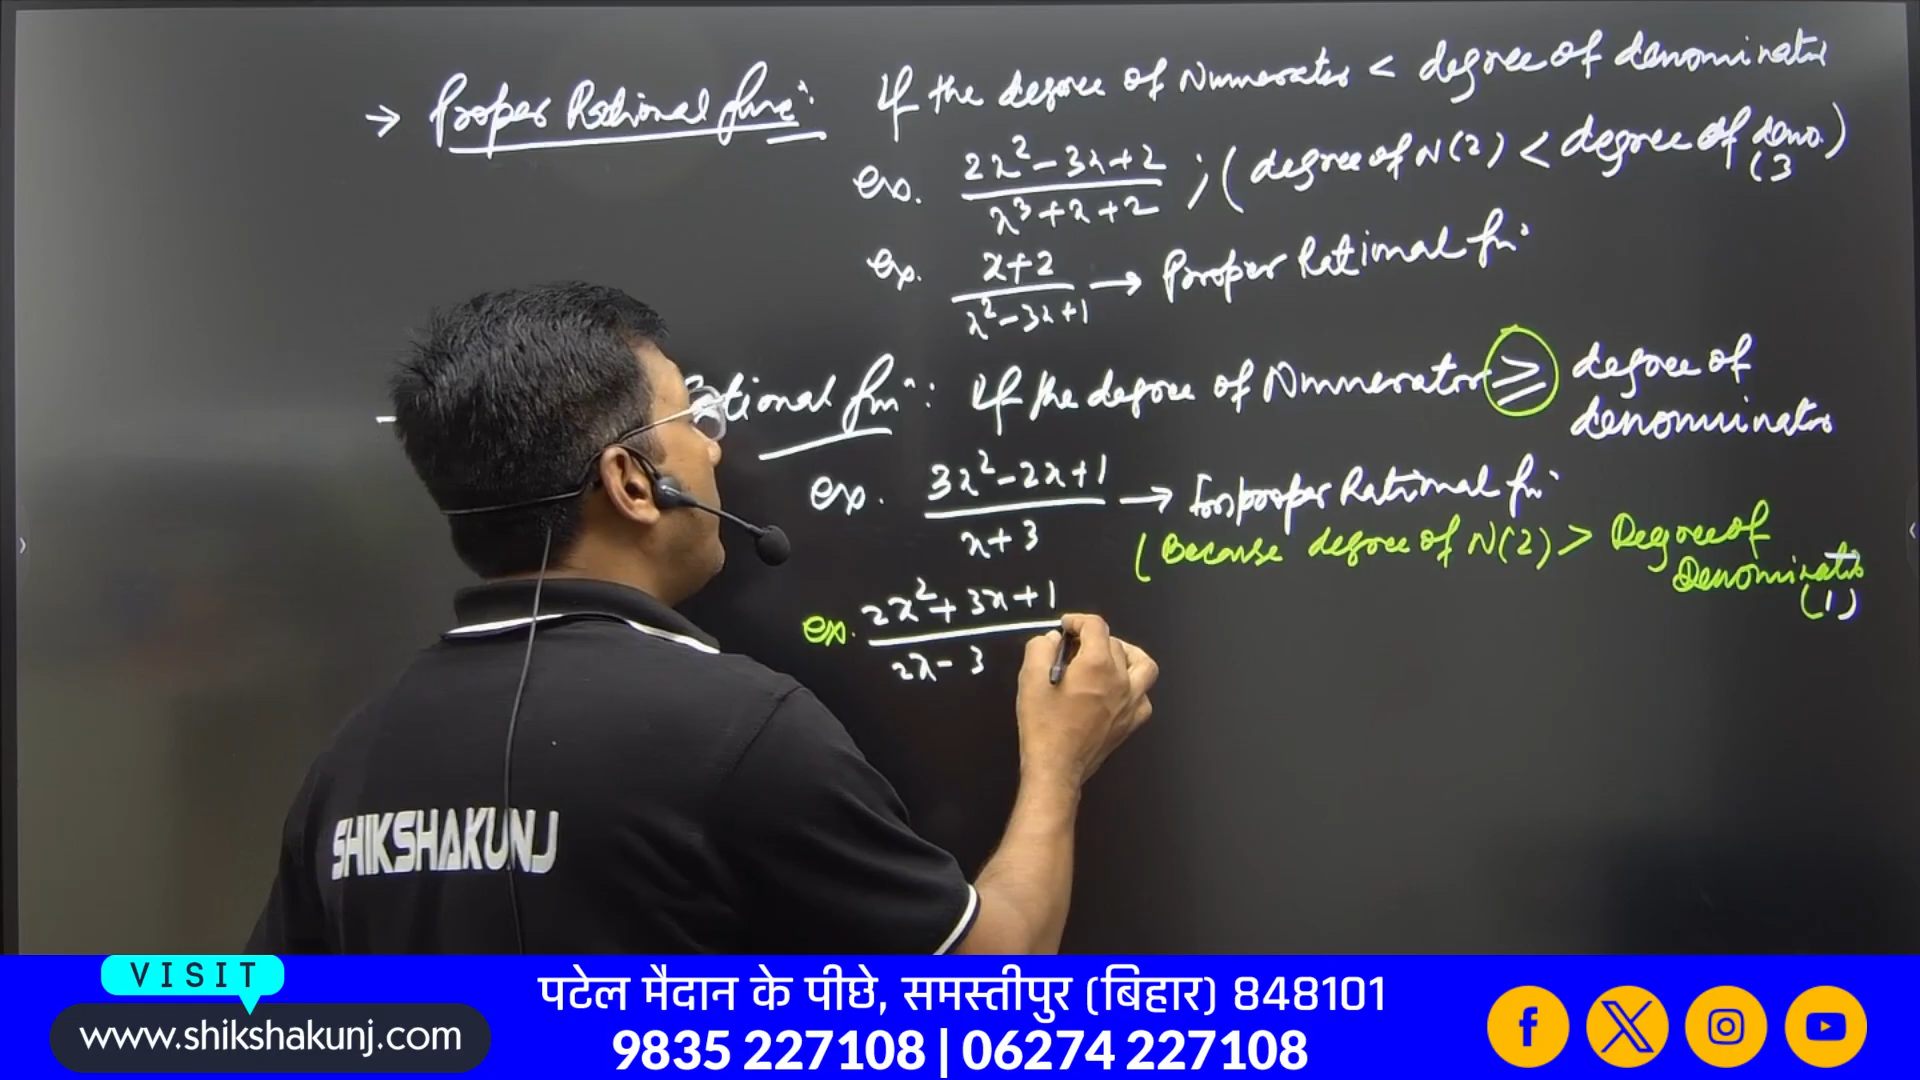 → Proper Rational func^n: If the degree of Numerator < degree of denominator
ex. (2x² - 3x + 2)/(x³ + x + 2) ; (degree of N(2) < degree of deno. (3)
ex. (x + 2)/(x² - 3x + 1) → Proper Rational fn
ational fn^n: If the degree of Numerator ≥ degree of
denominator
ex. (3x² - 2x + 1)/(x + 3) → Improper Rational fn
(Because degree of N(2) > Degree of
Denominator
(1)
ex. (2x² + 3x + 1)/(2x - 3
SHIKSHAKUNJ
VISIT
www.shikshakunj.com
पटेल मैदान के पीछे, समस्तीपुर (बिहार) 848101
9835 227108 | 06274 227108